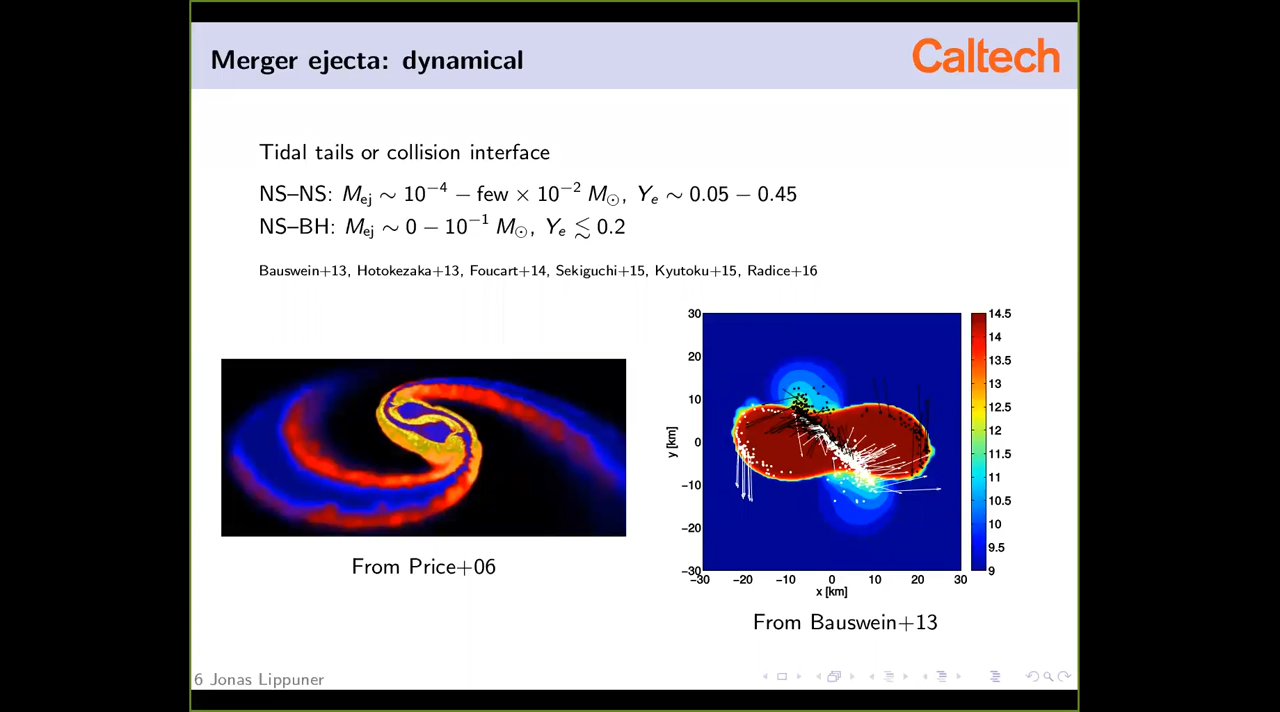 Merger ejecta: dynamical
Caltech
Tidal tails or collision interface
NS–NS: M_ej ∼ 10⁻⁴ − few × 10⁻² M_⊙, Y_e ∼ 0.05 − 0.45
NS–BH: M_ej ∼ 0 − 10⁻¹ M_⊙, Y_e ≲ 0.2
Bauswein+13, Hotokezaka+13, Foucart+14, Sekiguchi+15, Kyutoku+15, Radice+16
From Price+06
30
20
10
0
−10
−20
−30
y [km]
−30 −20 −10 0 10 20 30
x [km]
14.5
14
13.5
13
12.5
12
11.5
11
10.5
10
9.5
9
From Bauswein+13
6 Jonas Lippuner